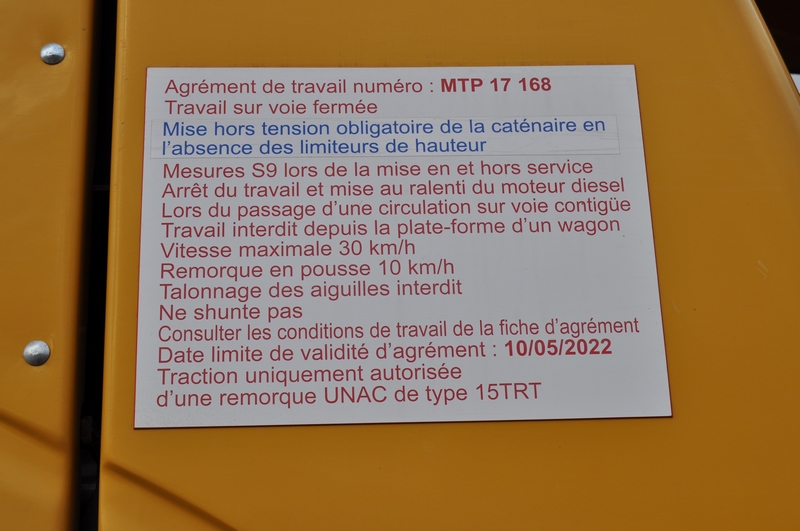 Agrément de travail numéro : MTP 17 168
Travail sur voie fermée
Mise hors tension obligatoire de la caténaire en
l'absence des limiteurs de hauteur
Mesures S9 lors de la mise en et hors service
Arrêt du travail et mise au ralenti du moteur diesel
Lors du passage d'une circulation sur voie contigüe
Travail interdit depuis la plate-forme d'un wagon
Vitesse maximale 30 km/h
Remorque en pousse 10 km/h
Talonnage des aiguilles interdit
Ne shunte pas
Consulter les conditions de travail de la fiche d'agrément
Date limite de validité d'agrément : 10/05/2022
Traction uniquement autorisée
d'une remorque UNAC de type 15TRT